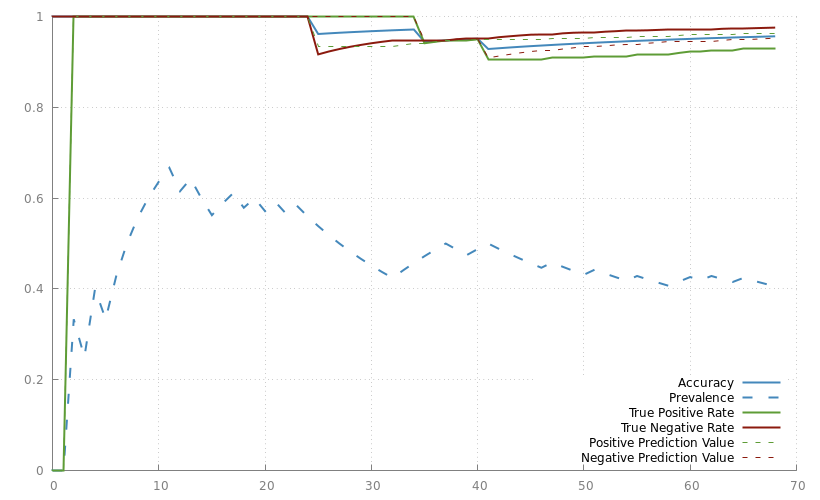 1
0.8
0.6
0.4
0.2
0
0 10 20 30 40 50 60 70
Accuracy
Prevalence
True Positive Rate
True Negative Rate
Positive Prediction Value
Negative Prediction Value